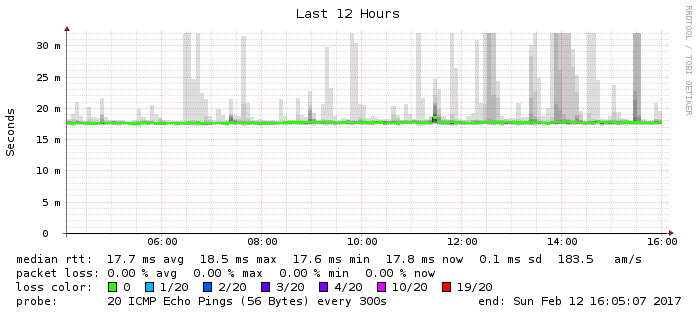 Last 12 Hours
RRDTOOL / TOBI OETIKER
Seconds
30 m
25 m
20 m
15 m
10 m
5 m
0
06:00 08:00 10:00 12:00 14:00 16:00
median rtt: 17.7 ms avg 18.5 ms max 17.6 ms min 17.8 ms now 0.1 ms sd 183.5 am/s
packet loss: 0.00 % avg 0.00 % max 0.00 % min 0.00 % now
loss color: 0 1/20 2/20 3/20 4/20 10/20 19/20
probe: 20 ICMP Echo Pings (56 Bytes) every 300s end: Sun Feb 12 16:05:07 2017